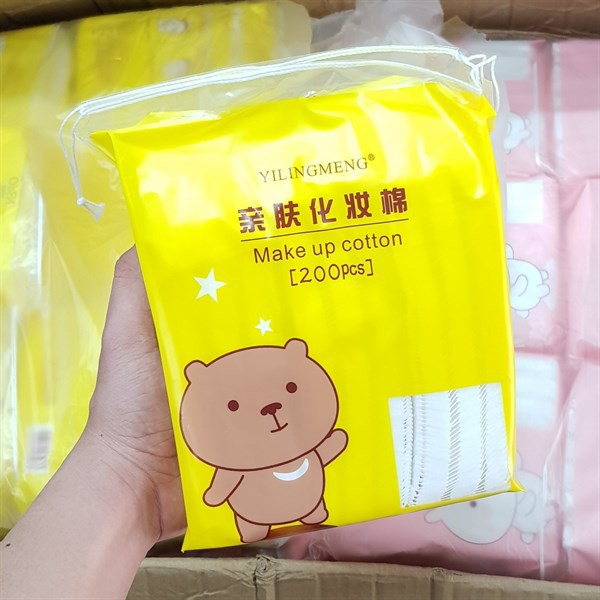 YILINGMENG®
亲肤化妆棉
Make up cotton
[200pcs]